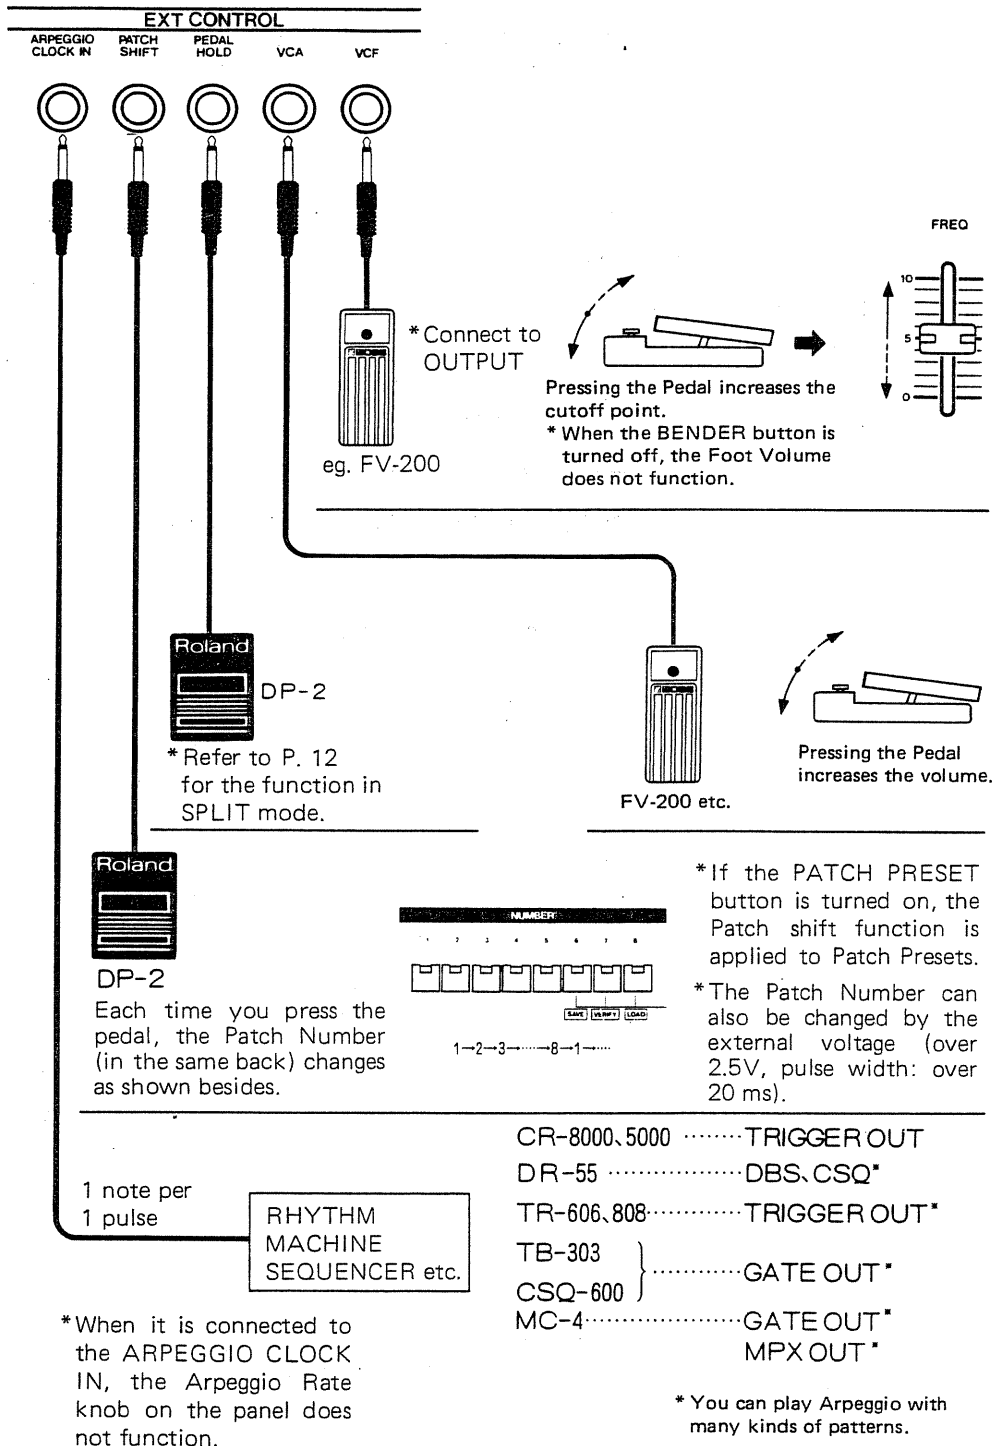 EXT CONTROL
ARPEGGIO
CLOCK IN
PATCH
SHIFT
PEDAL
HOLD
VCA
VCF
FREQ
10
5
0
* Connect to
OUTPUT
eg. FV-200
Pressing the Pedal increases the
cutoff point.
* When the BENDER button is
turned off, the Foot Volume
does not function.
Roland
DP-2
* Refer to P. 12
for the function in
SPLIT mode.
FV-200 etc.
Pressing the Pedal
increases the volume.
Roland
DP-2
Each time you press the
pedal, the Patch Number
(in the same back) changes
as shown besides.
NUMBER
1 2 3 4 5 6 7 8
SAVE VERIFY LOAD
1→2→3→·····→8→1→····
* If the PATCH PRESET
button is turned on, the
Patch shift function is
applied to Patch Presets.
* The Patch Number can
also be changed by the
external voltage (over
2.5V, pulse width: over
20 ms).
1 note per
1 pulse
RHYTHM
MACHINE
SEQUENCER etc.
* When it is connected to
the ARPEGGIO CLOCK
IN, the Arpeggio Rate
knob on the panel does
not function.
CR-8000、5000 ········ TRIGGER OUT
DR-55 ················ DBS、CSQ*
TR-606、808 ············ TRIGGER OUT*
TB-303
CSQ-600
············ GATE OUT*
MC-4 ···················· GATE OUT*
MPX OUT*
* You can play Arpeggio with
many kinds of patterns.